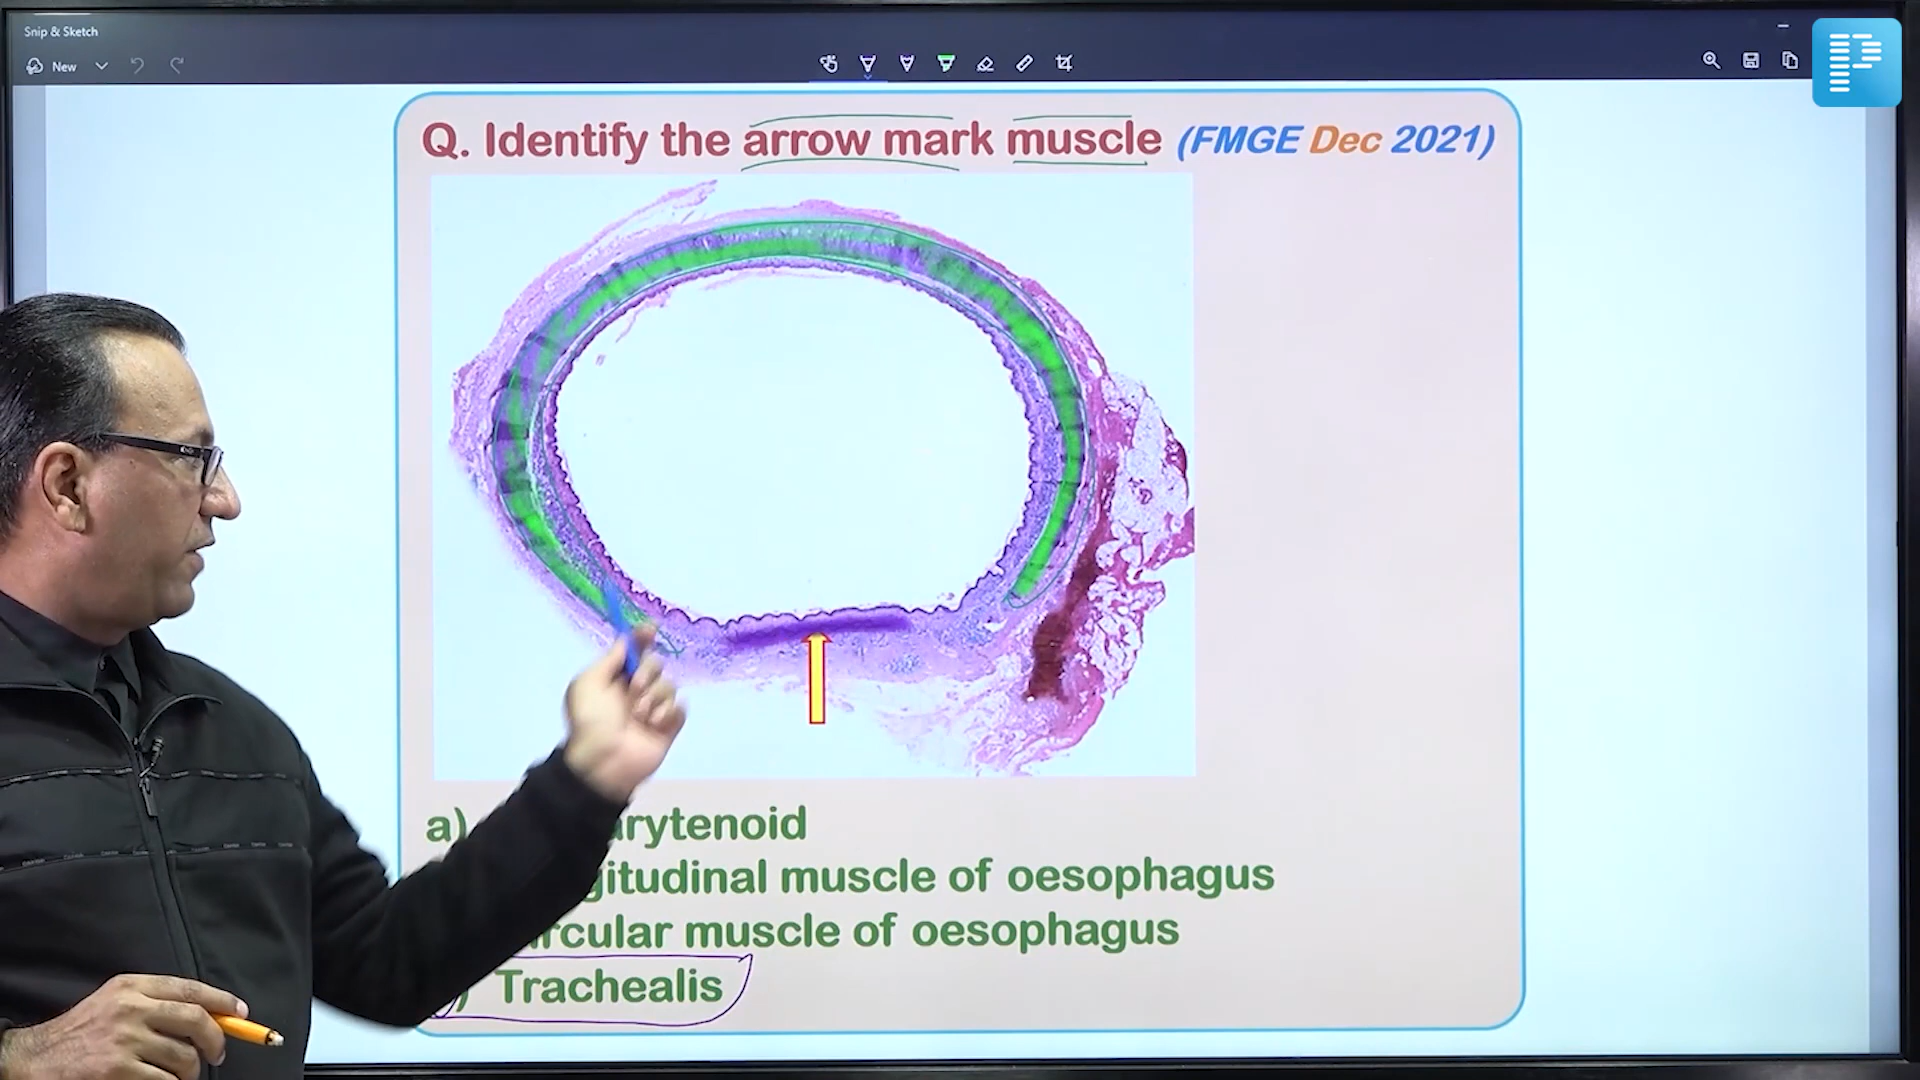 Snip & Sketch
New
Q. Identify the arrow mark muscle (FMGE Dec 2021)
a) rytenoid
gitudinal muscle of oesophagus
rcular muscle of oesophagus
) Trachealis